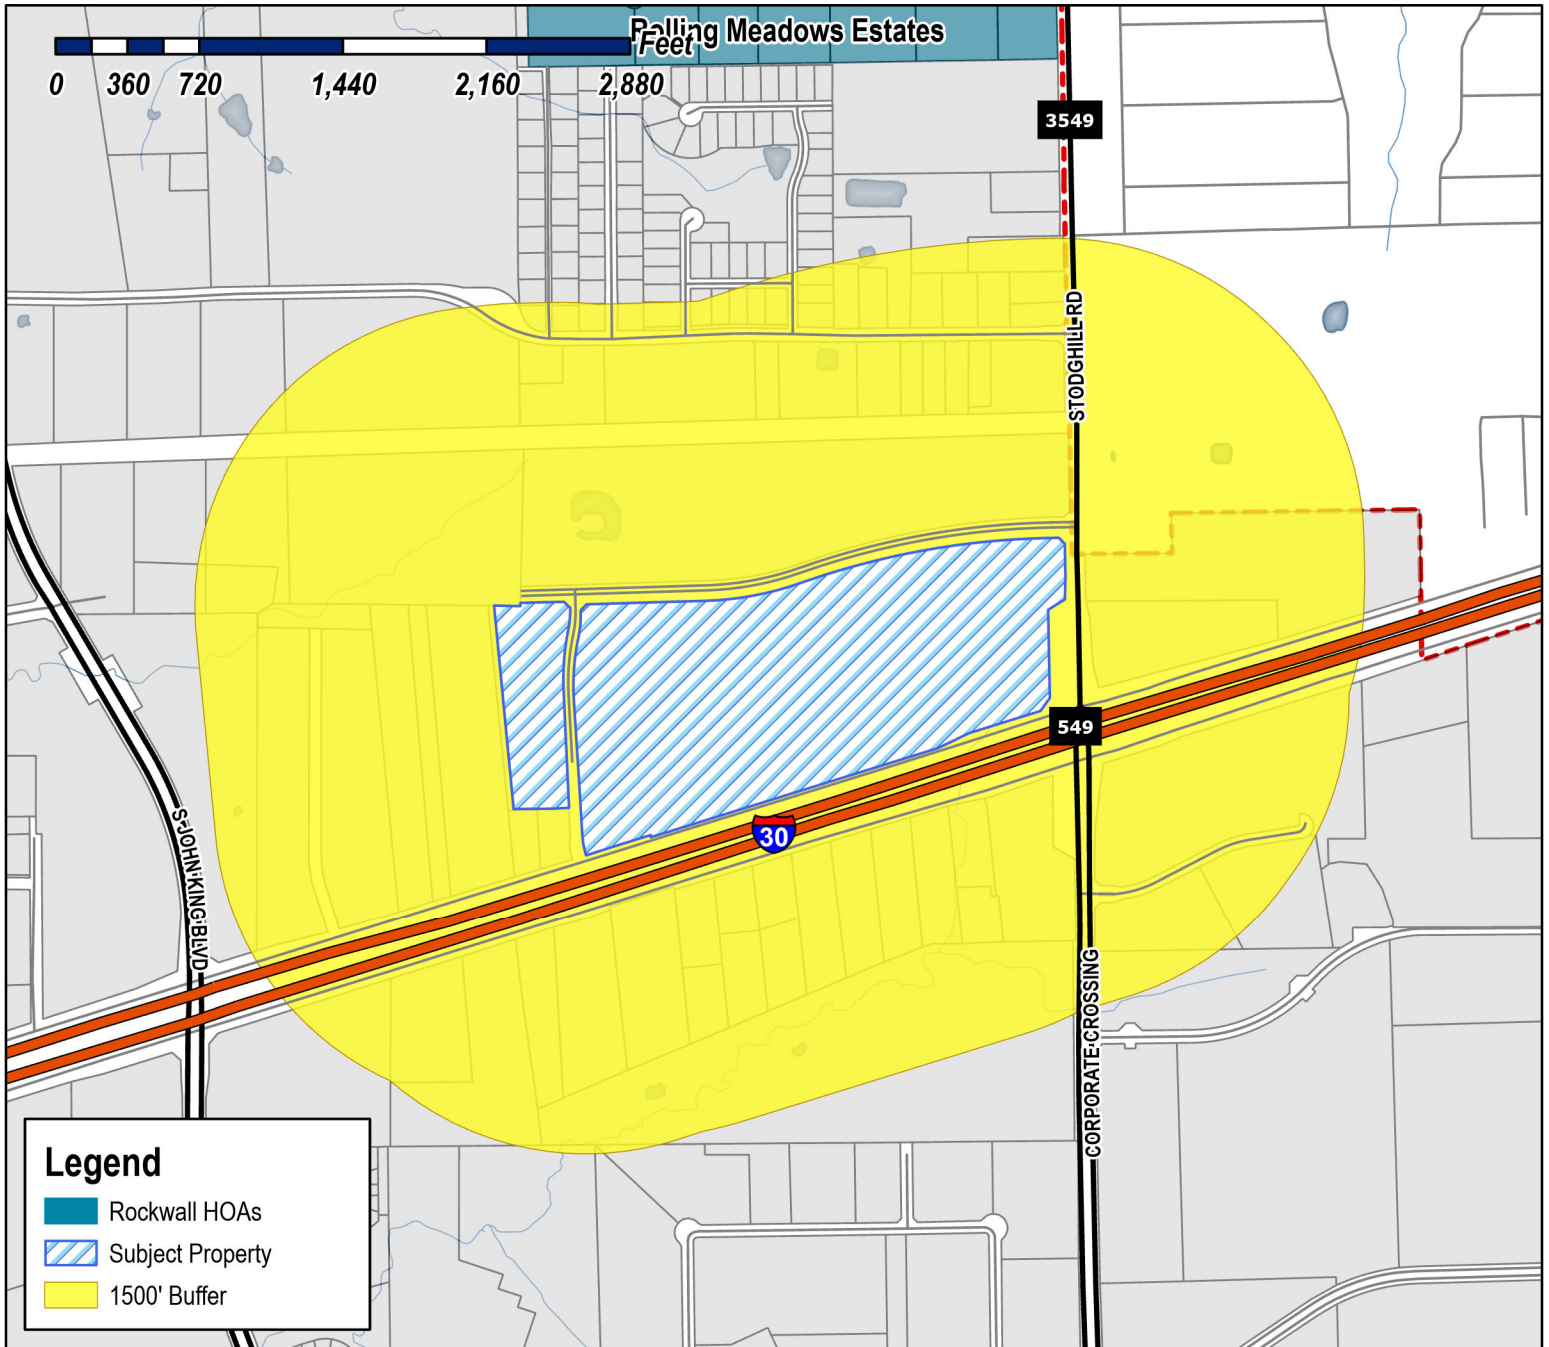 Rolling Meadows Estates
Feet
0 360 720 1,440 2,160 2,880
3549
STODGHILL RD
549
30
S JOHN KING BLVD
CORPORATE CROSSING
Legend
Rockwall HOAs
Subject Property
1500' Buffer